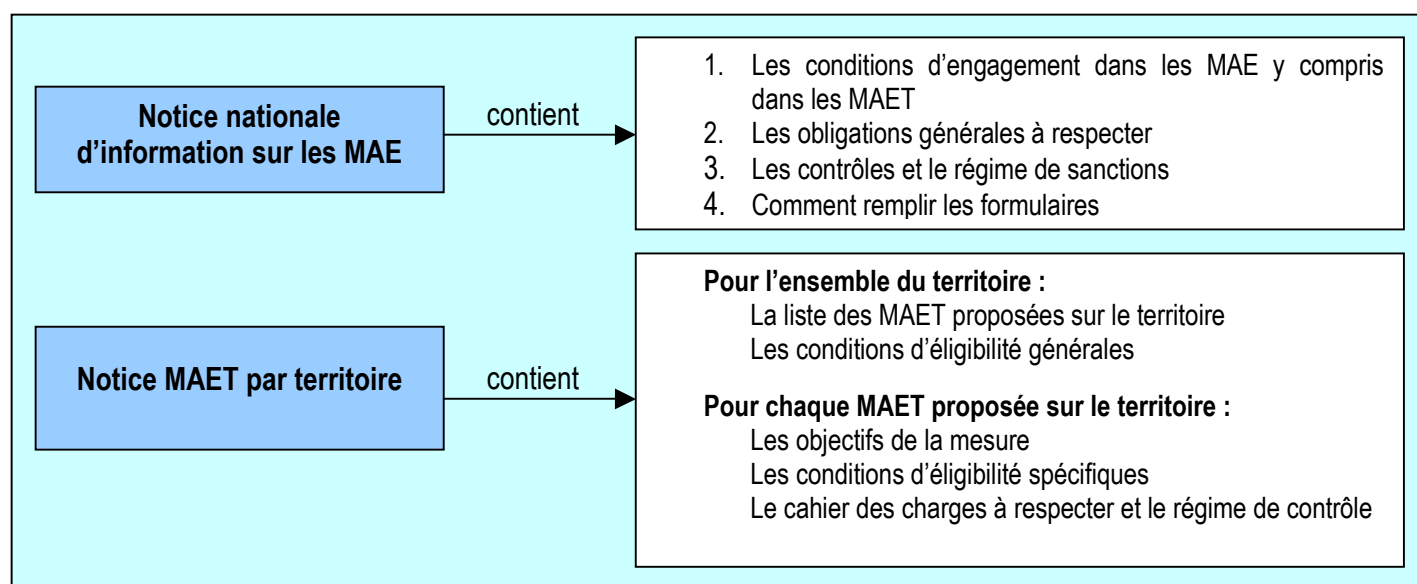 Notice nationale
d'information sur les MAE
contient
1. Les conditions d'engagement dans les MAE y compris
dans les MAET
2. Les obligations générales à respecter
3. Les contrôles et le régime de sanctions
4. Comment remplir les formulaires
Notice MAET par territoire
contient
Pour l'ensemble du territoire :
La liste des MAET proposées sur le territoire
Les conditions d'éligibilité générales
Pour chaque MAET proposée sur le territoire :
Les objectifs de la mesure
Les conditions d'éligibilité spécifiques
Le cahier des charges à respecter et le régime de contrôle